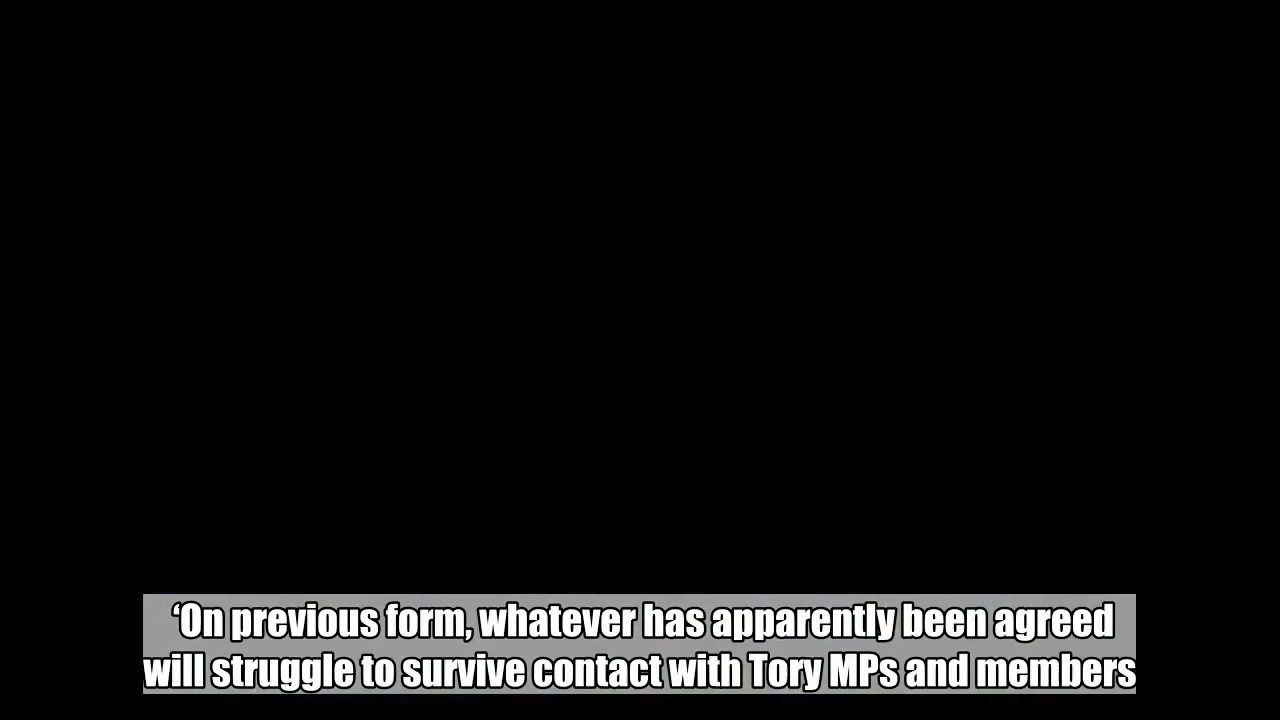 ‘On previous form, whatever has apparently been agreed
will struggle to survive contact with Tory MPs and members